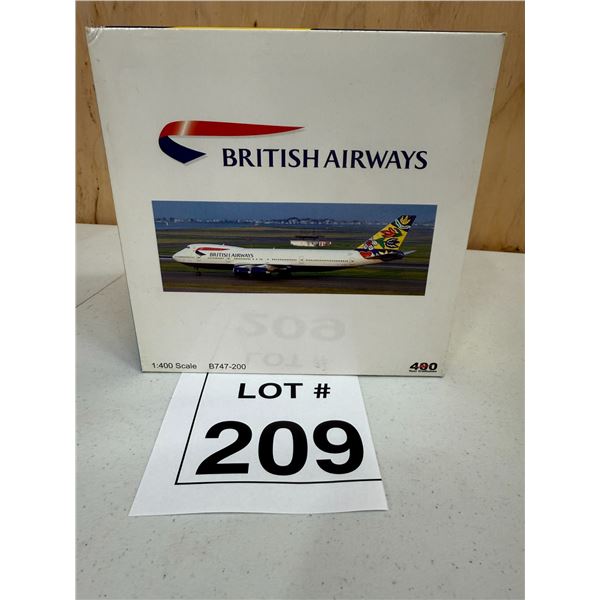 BRITISH AIRWAYS
BRITISH AIRWAYS
1:400 Scale B747-200
400
LOT #
209